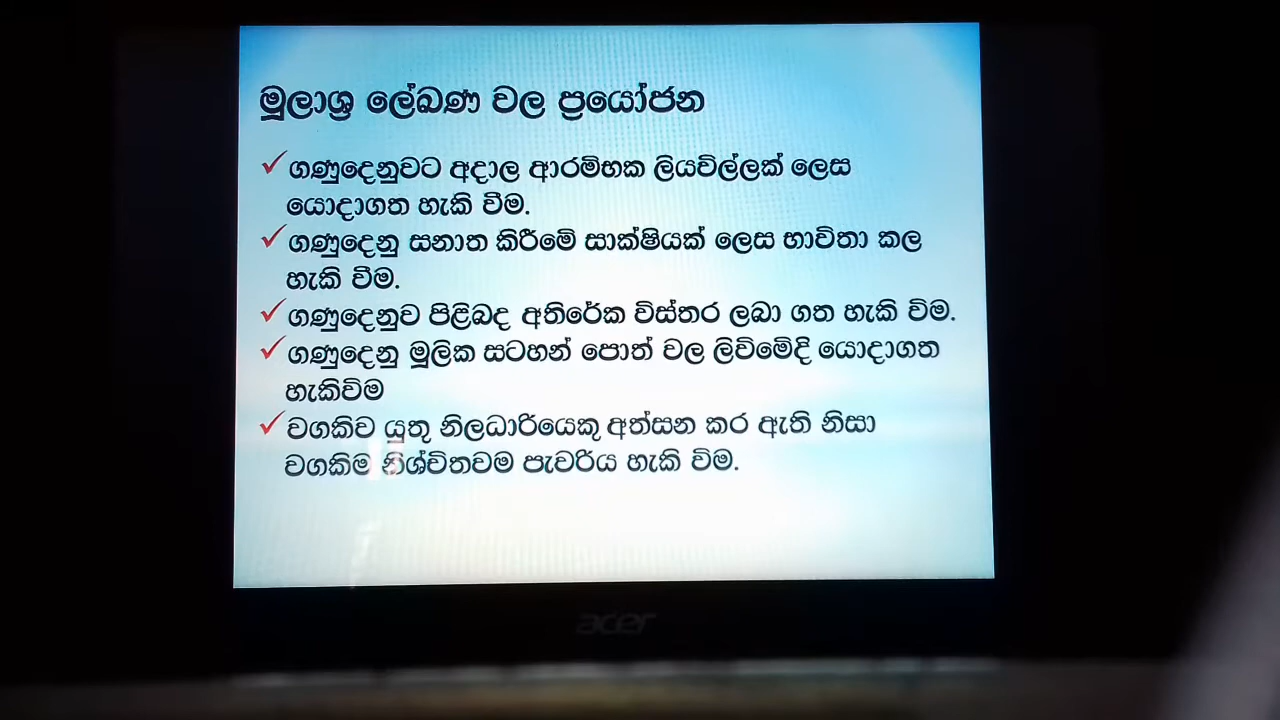 මූලාශ්‍ර ලේඛණ වල ප්‍රයෝජන
✓ ගණුදෙනුවට අදාල ආරම්භක ලියවිල්ලක් ලෙස
යොදාගත හැකි වීම.
✓ ගණුදෙනු සනාත කිරීමේ සාක්ෂියක් ලෙස භාවිතා කල
හැකි වීම.
✓ ගණුදෙනුව පිළිබද අතිරේක විස්තර ලබා ගත හැකි විම.
✓ ගණුදෙනු මූලික සටහන් පොත් වල ලිවිමේදි යොදාගත
හැකිවිම
✓ වගකිව යුතු නිලධාරියෙකු අත්සන කර ඇති නිසා
වගකිම නිශ්චිතවම පැවරිය හැකි විම.
acer